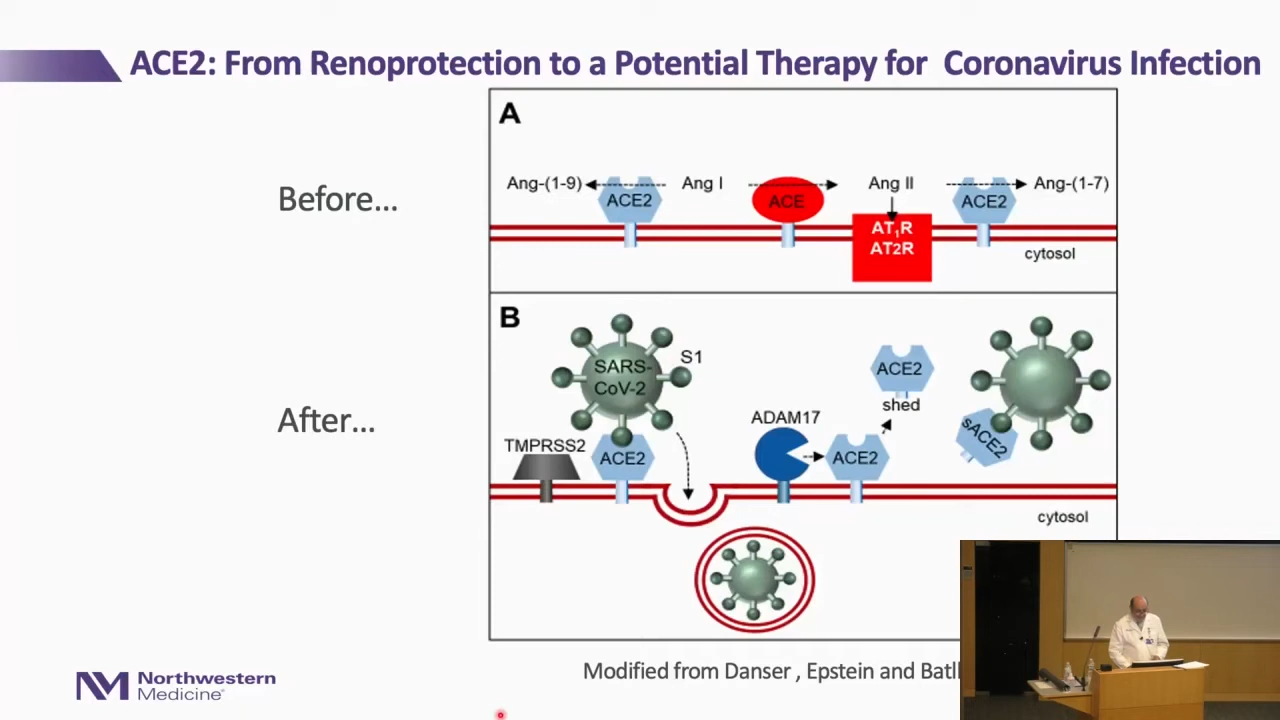 ACE2: From Renoprotection to a Potential Therapy for Coronavirus Infection
A
Before...
Ang-(1-9)
ACE2
Ang I
ACE
Ang II
ACE2
Ang-(1-7)
AT₁R
AT2R
cytosol
B
After...
SARS-
CoV-2
S1
TMPRSS2
ACE2
ADAM17
ACE2
ACE2
shed
sACE2
cytosol
Modified from Danser , Epstein and Batl
NM Northwestern
Medicine®